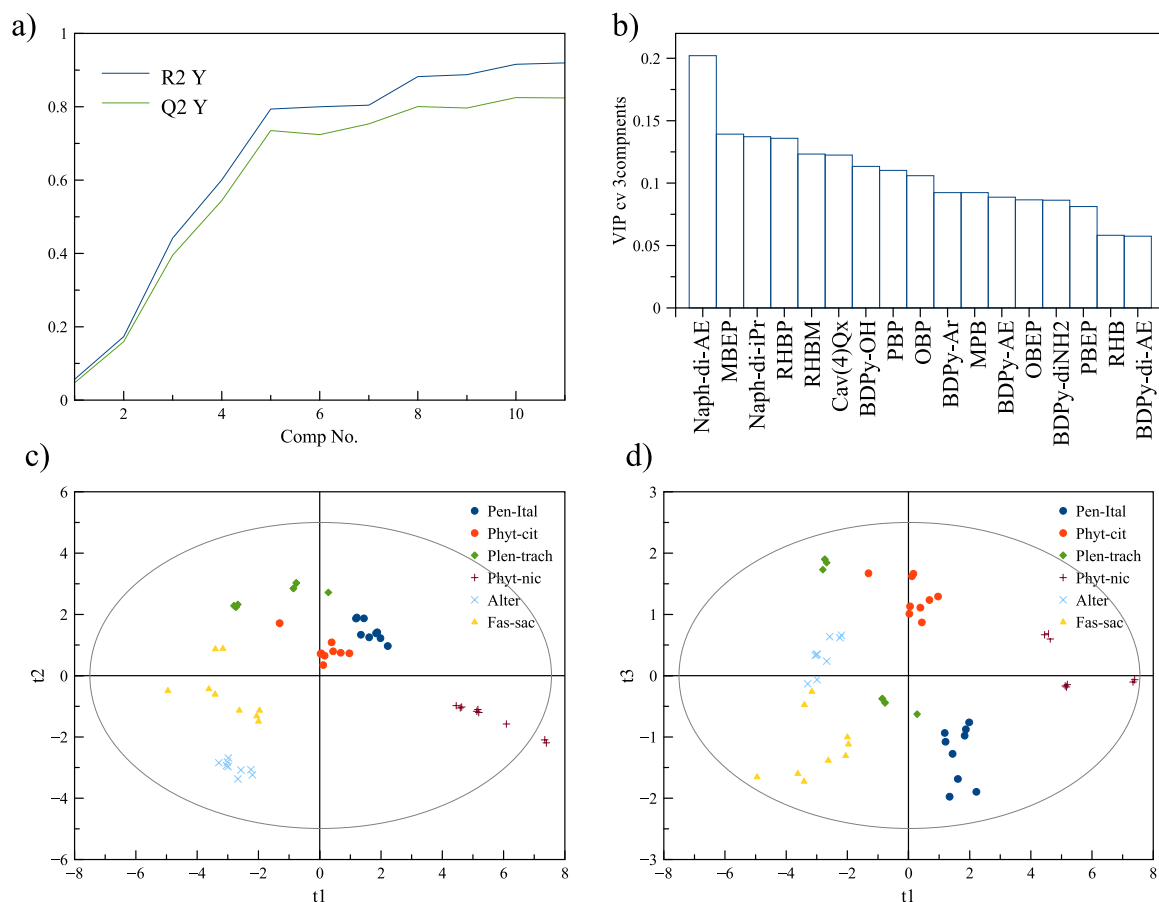 a)
R2 Y
Q2 Y
1
0.8
0.6
0.4
0.2
0
2
4
6
8
10
Comp No.
b)
VIP cv 3compnents
0.2
0.15
0.1
0.05
0
Naph-di-AE
MBEP
Naph-di-iPr
RHBP
RHBM
Cav(4)Qx
BDPy-OH
PBP
OBP
BDPy-Ar
MPB
BDPy-AE
OBEP
BDPy-diNH2
PBEP
RHB
BDPy-di-AE
c)
t2
6
4
2
0
−2
−4
−6
Pen-Ital
Phyt-cit
Plen-trach
Phyt-nic
Alter
Fas-sac
−8
−6
−4
−2
0
2
4
6
8
t1
d)
t3
3
2
1
0
−1
−2
−3
Pen-Ital
Phyt-cit
Plen-trach
Phyt-nic
Alter
Fas-sac
−8
−6
−4
−2
0
2
4
6
8
t1